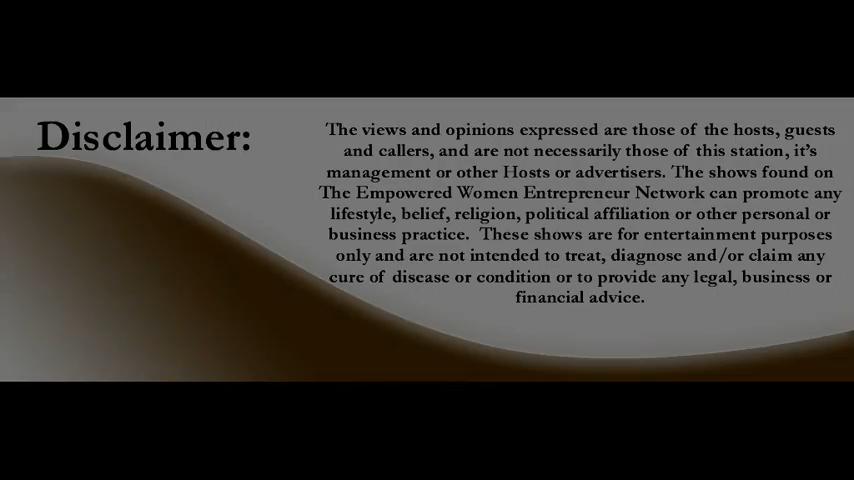 Disclaimer:
The views and opinions expressed are those of the hosts, guests
and callers, and are not necessarily those of this station, it's
management or other Hosts or advertisers. The shows found on
The Empowered Women Entrepreneur Network can promote any
lifestyle, belief, religion, political affiliation or other personal or
business practice.  These shows are for entertainment purposes
only and are not intended to treat, diagnose and/or claim any
cure of disease or condition or to provide any legal, business or
financial advice.